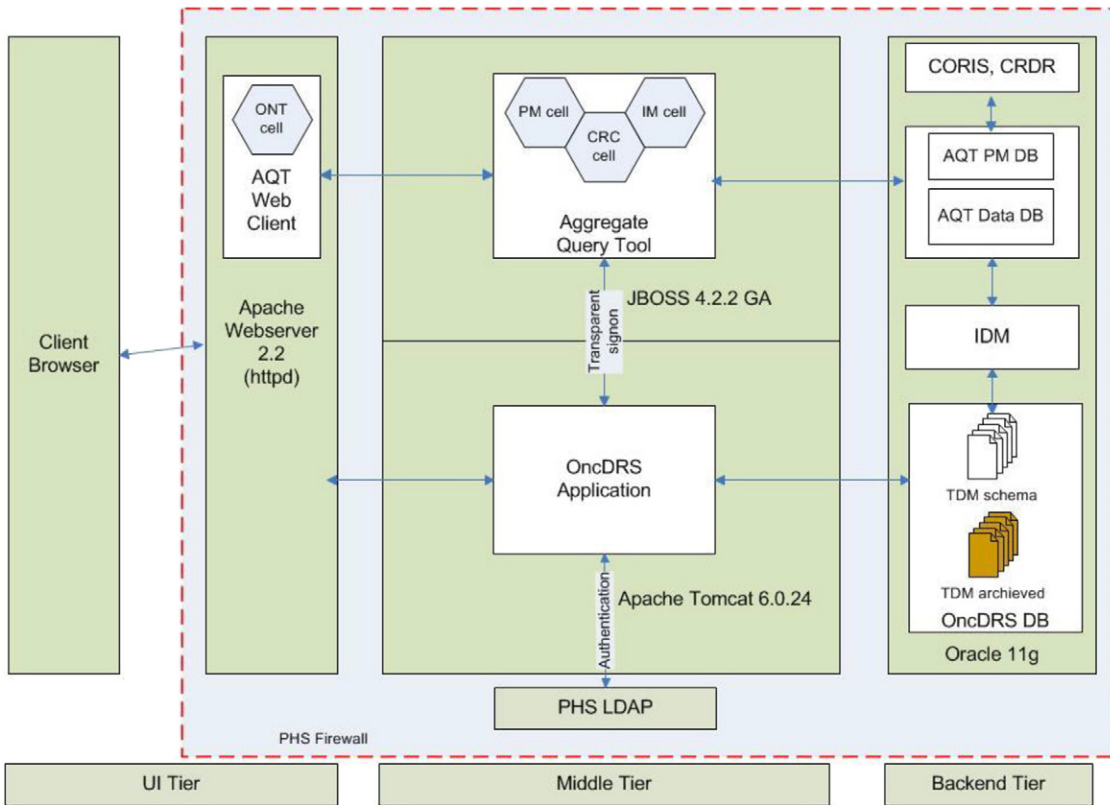 Client
Browser
ONT
cell
AQT
Web
Client
Apache
Webserver
2.2
(httpd)
PM cell
IM cell
CRC
cell
Aggregate
Query Tool
JBOSS 4.2.2 GA
Transparent
signon
OncDRS
Application
Apache Tomcat 6.0.24
Authentication
PHS LDAP
CORIS, CRDR
AQT PM DB
AQT Data DB
IDM
TDM schema
TDM archieved
OncDRS DB
Oracle 11g
PHS Firewall
UI Tier
Middle Tier
Backend Tier